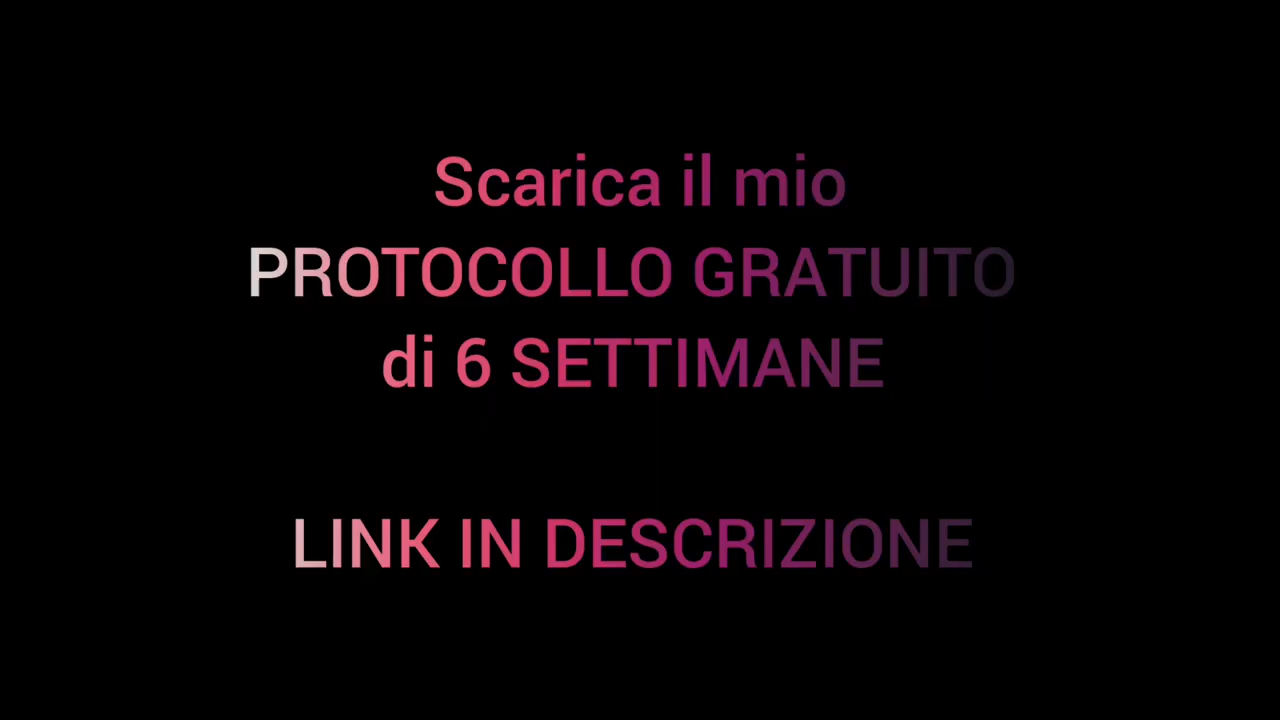 Scarica il mio
PROTOCOLLO GRATUITO
di 6 SETTIMANE
LINK IN DESCRIZIONE